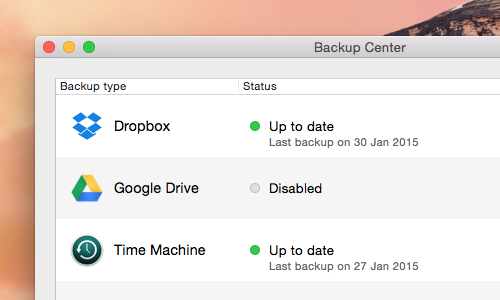 Backup Center
Backup type Status
Dropbox Up to date
Last backup on 30 Jan 2015
Google Drive Disabled
Time Machine Up to date
Last backup on 27 Jan 2015